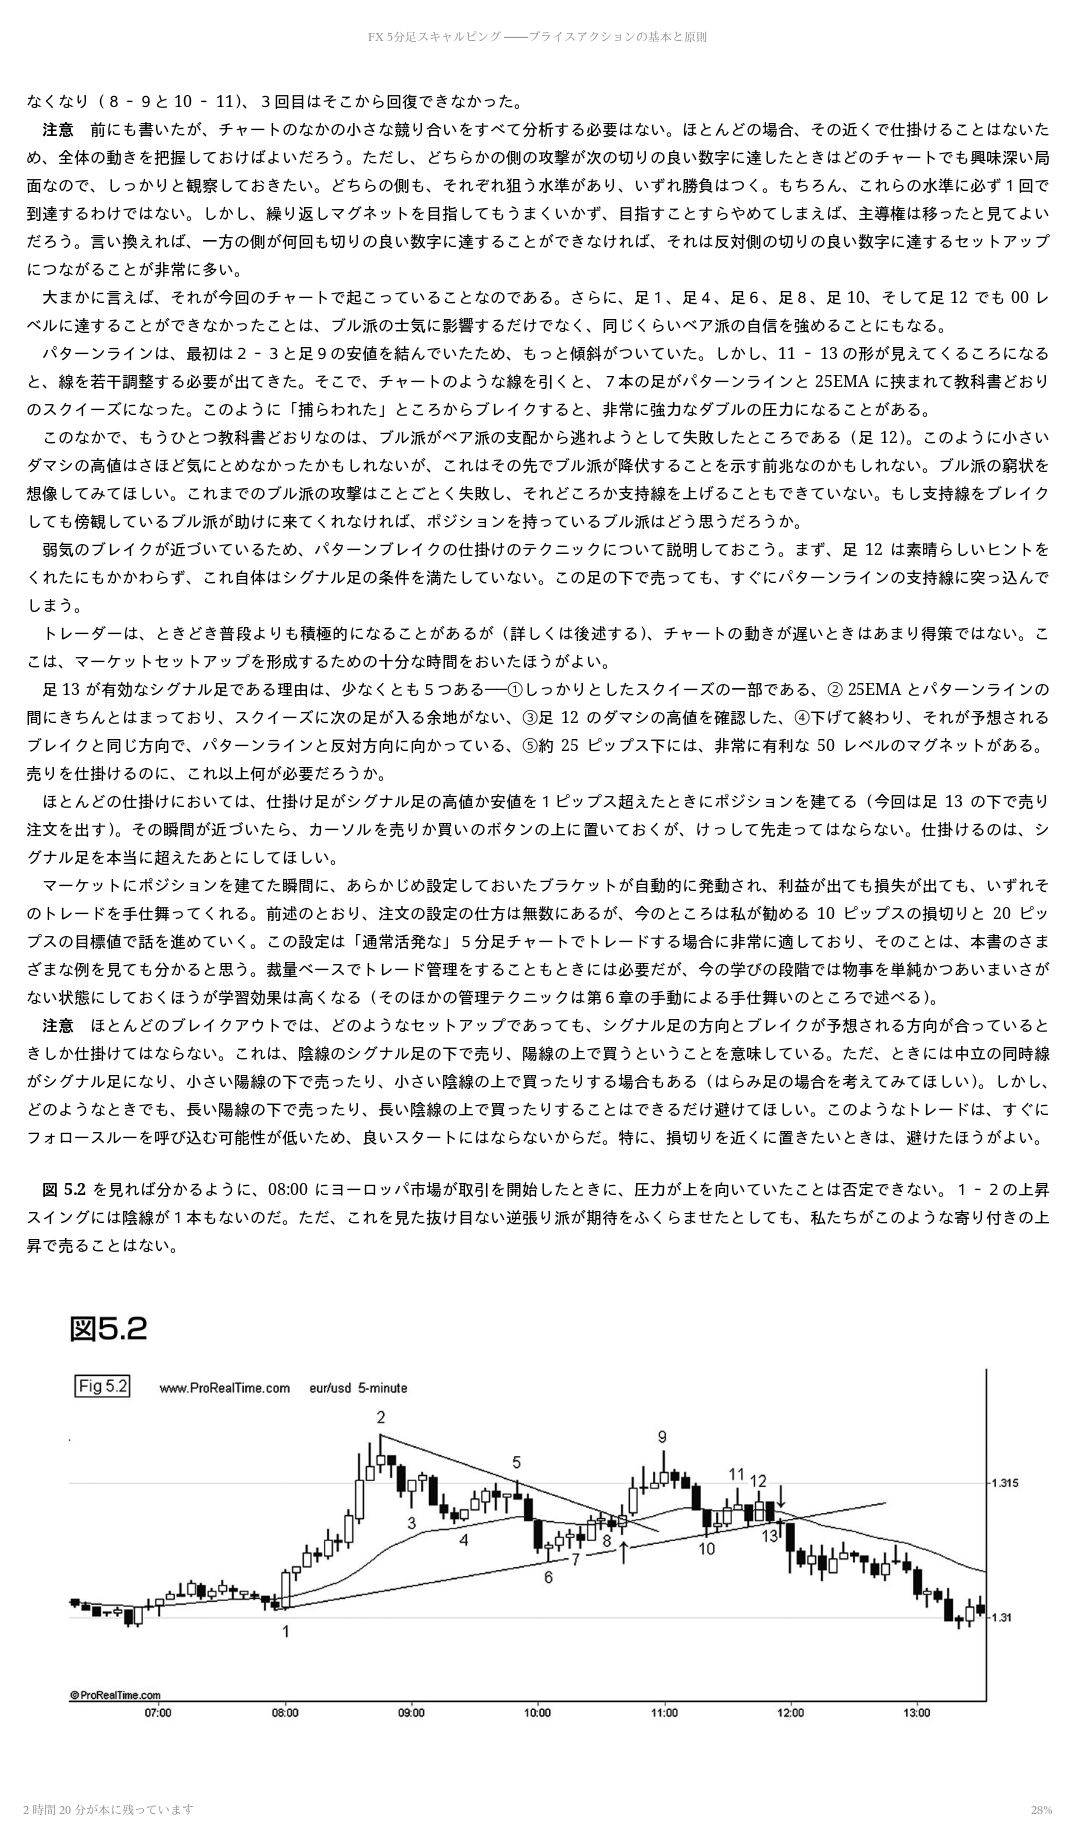 FX 5分足スキャルピング ――プライスアクションの基本と原則
なくなり（８‐９と10 ‐ 11）、３回目はそこから回復できなかった。
注意　前にも書いたが、チャートのなかの小さな競り合いをすべて分析する必要はない。ほとんどの場合、その近くで仕掛けることはないた
め、全体の動きを把握しておけばよいだろう。ただし、どちらかの側の攻撃が次の切りの良い数字に達したときはどのチャートでも興味深い局
面なので、しっかりと観察しておきたい。どちらの側も、それぞれ狙う水準があり、いずれ勝負はつく。もちろん、これらの水準に必ず１回で
到達するわけではない。しかし、繰り返しマグネットを目指してもうまくいかず、目指すことすらやめてしまえば、主導権は移ったと見てよい
だろう。言い換えれば、一方の側が何回も切りの良い数字に達することができなければ、それは反対側の切りの良い数字に達するセットアップ
につながることが非常に多い。
大まかに言えば、それが今回のチャートで起こっていることなのである。さらに、足１、足４、足６、足８、足 10、そして足 12 でも 00 レ
ベルに達することができなかったことは、ブル派の士気に影響するだけでなく、同じくらいベア派の自信を強めることにもなる。
パターンラインは、最初は２‐３と足９の安値を結んでいたため、もっと傾斜がついていた。しかし、11 ‐ 13 の形が見えてくるころになる
と、線を若干調整する必要が出てきた。そこで、チャートのような線を引くと、７本の足がパターンラインと 25EMA に挟まれて教科書どおり
のスクイーズになった。このように「捕らわれた」ところからブレイクすると、非常に強力なダブルの圧力になることがある。
このなかで、もうひとつ教科書どおりなのは、ブル派がベア派の支配から逃れようとして失敗したところである（足 12）。このように小さい
ダマシの高値はさほど気にとめなかったかもしれないが、これはその先でブル派が降伏することを示す前兆なのかもしれない。ブル派の窮状を
想像してみてほしい。これまでのブル派の攻撃はことごとく失敗し、それどころか支持線を上げることもできていない。もし支持線をブレイク
しても傍観しているブル派が助けに来てくれなければ、ポジションを持っているブル派はどう思うだろうか。
弱気のブレイクが近づいているため、パターンブレイクの仕掛けのテクニックについて説明しておこう。まず、足 12 は素晴らしいヒントを
くれたにもかかわらず、これ自体はシグナル足の条件を満たしていない。この足の下で売っても、すぐにパターンラインの支持線に突っ込んで
しまう。
トレーダーは、ときどき普段よりも積極的になることがあるが（詳しくは後述する）、チャートの動きが遅いときはあまり得策ではない。こ
こは、マーケットセットアップを形成するための十分な時間をおいたほうがよい。
足 13 が有効なシグナル足である理由は、少なくとも５つある――①しっかりとしたスクイーズの一部である、② 25EMA とパターンラインの
間にきちんとはまっており、スクイーズに次の足が入る余地がない、③足 12 のダマシの高値を確認した、④下げて終わり、それが予想される
ブレイクと同じ方向で、パターンラインと反対方向に向かっている、⑤約 25 ピップス下には、非常に有利な 50 レベルのマグネットがある。
売りを仕掛けるのに、これ以上何が必要だろうか。
ほとんどの仕掛けにおいては、仕掛け足がシグナル足の高値か安値を１ピップス超えたときにポジションを建てる（今回は足 13 の下で売り
注文を出す）。その瞬間が近づいたら、カーソルを売りか買いのボタンの上に置いておくが、けっして先走ってはならない。仕掛けるのは、シ
グナル足を本当に超えたあとにしてほしい。
マーケットにポジションを建てた瞬間に、あらかじめ設定しておいたブラケットが自動的に発動され、利益が出ても損失が出ても、いずれそ
のトレードを手仕舞ってくれる。前述のとおり、注文の設定の仕方は無数にあるが、今のところは私が勧める 10 ピップスの損切りと 20 ピッ
プスの目標値で話を進めていく。この設定は「通常活発な」５分足チャートでトレードする場合に非常に適しており、そのことは、本書のさま
ざまな例を見ても分かると思う。裁量ベースでトレード管理をすることもときには必要だが、今の学びの段階では物事を単純かつあいまいさが
ない状態にしておくほうが学習効果は高くなる（そのほかの管理テクニックは第６章の手動による手仕舞いのところで述べる）。
注意　ほとんどのブレイクアウトでは、どのようなセットアップであっても、シグナル足の方向とブレイクが予想される方向が合っていると
きしか仕掛けてはならない。これは、陰線のシグナル足の下で売り、陽線の上で買うということを意味している。ただ、ときには中立の同時線
がシグナル足になり、小さい陽線の下で売ったり、小さい陰線の上で買ったりする場合もある（はらみ足の場合を考えてみてほしい）。しかし、
どのようなときでも、長い陽線の下で売ったり、長い陰線の上で買ったりすることはできるだけ避けてほしい。このようなトレードは、すぐに
フォロースルーを呼び込む可能性が低いため、良いスタートにはならないからだ。特に、損切りを近くに置きたいときは、避けたほうがよい。
図 5.2 を見れば分かるように、08:00 にヨーロッパ市場が取引を開始したときに、圧力が上を向いていたことは否定できない。１‐２の上昇
スイングには陰線が１本もないのだ。ただ、これを見た抜け目ない逆張り派が期待をふくらませたとしても、私たちがこのような寄り付きの上
昇で売ることはない。
図5.2
Fig 5.2 www.ProRealTime.com eur/usd 5-minute
2
9
5
11 12
1.315
3
4
8
13
10
7
6
1
1.31
©ProRealTime.com
07:00 08:00 09:00 10:00 11:00 12:00 13:00
2 時間 20 分が本に残っています
28%